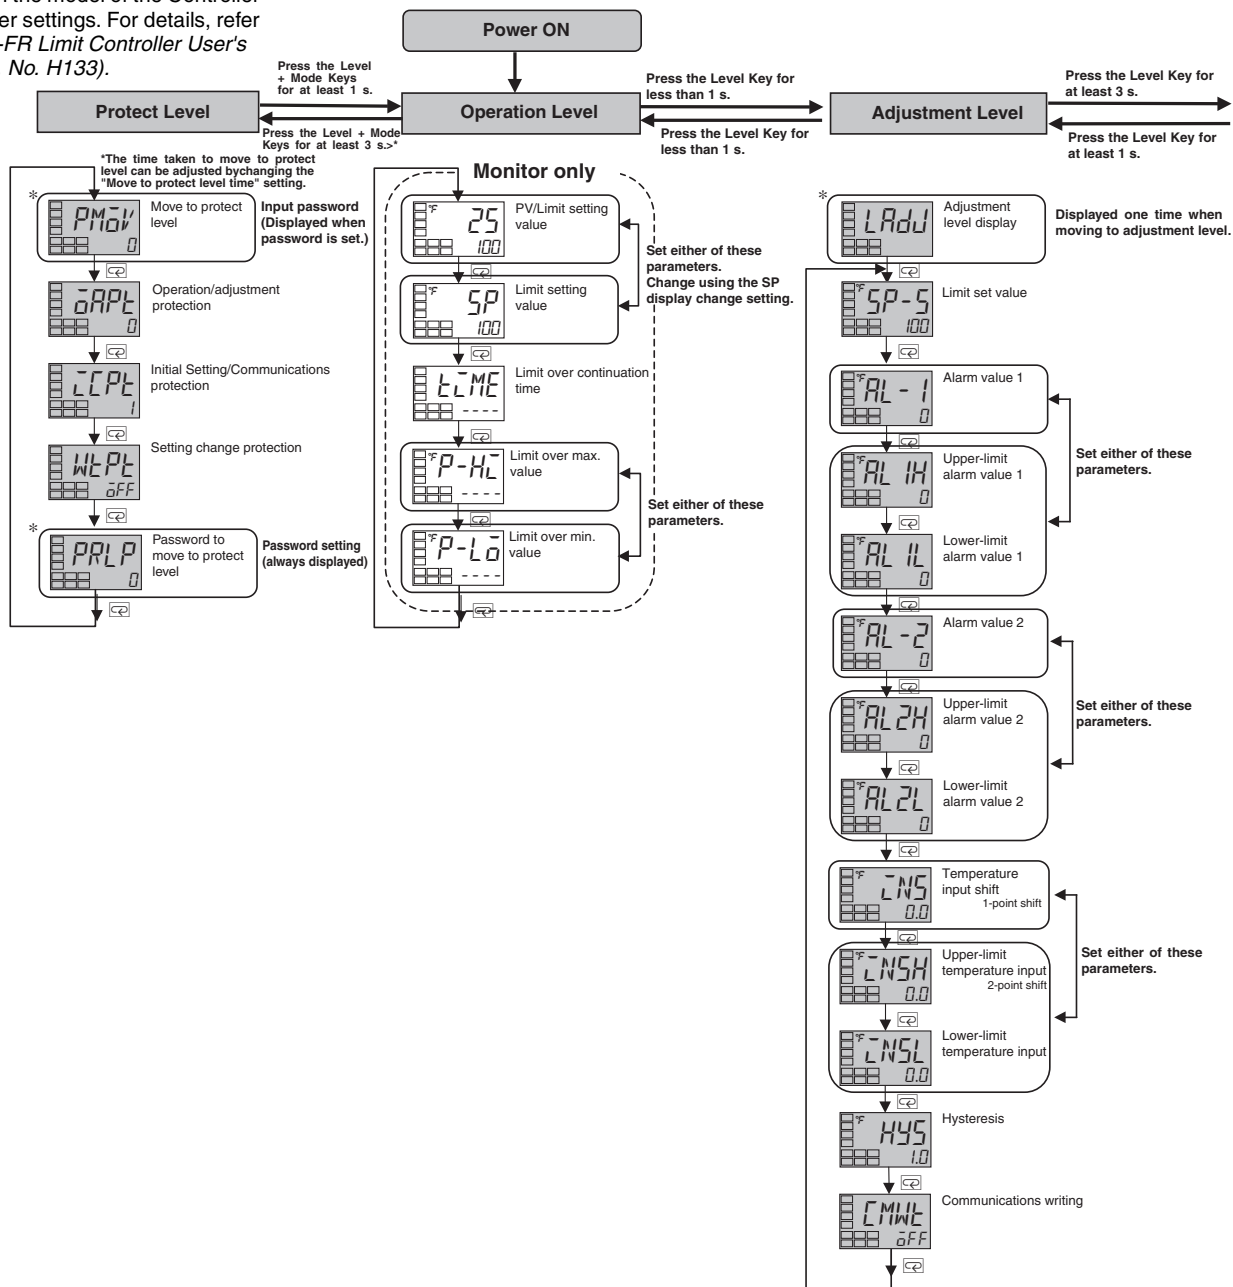 n the model of the Controller
er settings. For details, refer
-FR Limit Controller User's
No. H133).
Power ON
Press the Level
+ Mode Keys
for at least 1 s.
Protect Level
Press the Level + Mode
Keys for at least 3 s.>*
Operation Level
Press the Level Key for
less than 1 s.
Press the Level Key for
less than 1 s.
Adjustment Level
Press the Level Key for
at least 3 s.
Press the Level Key for
at least 1 s.
*The time taken to move to protect
level can be adjusted bychanging the
"Move to protect level time" setting.
*
PMoV
0
Move to protect
level
Input password
(Displayed when
password is set.)
oAPt
0
Operation/adjustment
protection
iCPt
1
Initial Setting/Communications
protection
WtPt
oFF
Setting change protection
*
PRLP
0
Password to
move to protect
level
Password setting
(always displayed)
Monitor only
°F
25
100
PV/Limit setting
value
°F
SP
100
Limit setting
value
Set either of these
parameters.
Change using the SP
display change setting.
tiME
----
Limit over continuation
time
°F
P-Hi
----
Limit over max.
value
°F
P-Lo
----
Limit over min.
value
Set either of these
parameters.
*
LAdJ
Adjustment
level display
Displayed one time when
moving to adjustment level.
°F
SP-S
100
Limit set value
°F
AL-1
0
Alarm value 1
°F
AL1H
0
Upper-limit
alarm value 1
°F
AL1L
0
Lower-limit
alarm value 1
Set either of these
parameters.
°F
AL-2
0
Alarm value 2
°F
AL2H
0
Upper-limit
alarm value 2
°F
AL2L
0
Lower-limit
alarm value 2
Set either of these
parameters.
°F
iNS
0.0
Temperature
input shift
1-point shift
°F
iNSH
0.0
Upper-limit
temperature input
2-point shift
°F
iNSL
0.0
Lower-limit
temperature input
Set either of these
parameters.
°F
HYS
1.0
Hysteresis
CMWt
oFF
Communications writing